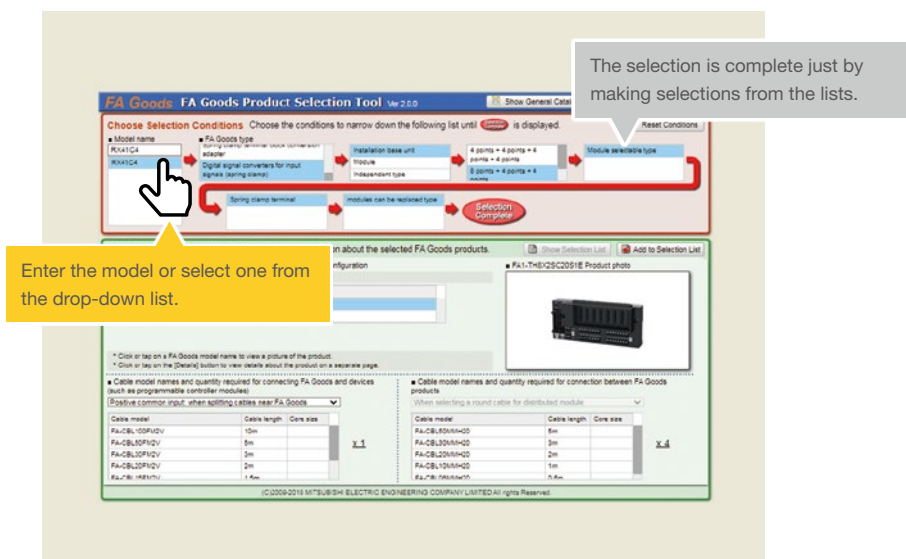 The selection is complete just by
making selections from the lists.
FA Goods FA Goods Product Selection Tool Ver 2.0.0
Show General Catal
Choose Selection Conditions Choose the conditions to narrow down the following list until is displayed.
Reset Conditions
■ Model name
■ FA Goods type
RX41C4
RX41C4
adapter
Digital signal converters for input
signals (spring clamp)
Installation base unit
Module
Independent type
4 points + 4 points + 4
points + 4 points
8 points + 4 points + 4
points
Module selectable type
Spring clamp terminal
modules can be replaced type
Selection
Complete
Enter the model or select one from
the drop-down list.
on about the selected FA Goods products.
Show Selection List
Add to Selection List
nfiguration
■ FA1-TH8X2SC20S1E Product photo
* Click or tap on a FA Goods model name to view a picture of the product.
* Click or tap on the [Details] button to view details about the product on a separate page.
■ Cable model names and quantity required for connecting FA Goods and devices
(such as programmable controller modules)
Positive common input: when splitting cables near FA Goods
Cable model Cable length Core size
FA-CBL100FM2V 10m
FA-CBL50FM2V 5m
FA-CBL30FM2V 3m
FA-CBL20FM2V 2m
FA-CBL15FM2V 1.5m
x 1
■ Cable model names and quantity required for connection between FA Goods
products
When selecting a round cable for distributed module
Cable model Cable length Core size
FA-CBL50MMH20 5m
FA-CBL30MMH20 3m
FA-CBL20MMH20 2m
FA-CBL10MMH20 1m
x 4
(C)2009-2018 MITSUBISHI ELECTRIC ENGINEERING COMPANY LIMITED All rights Reserved.